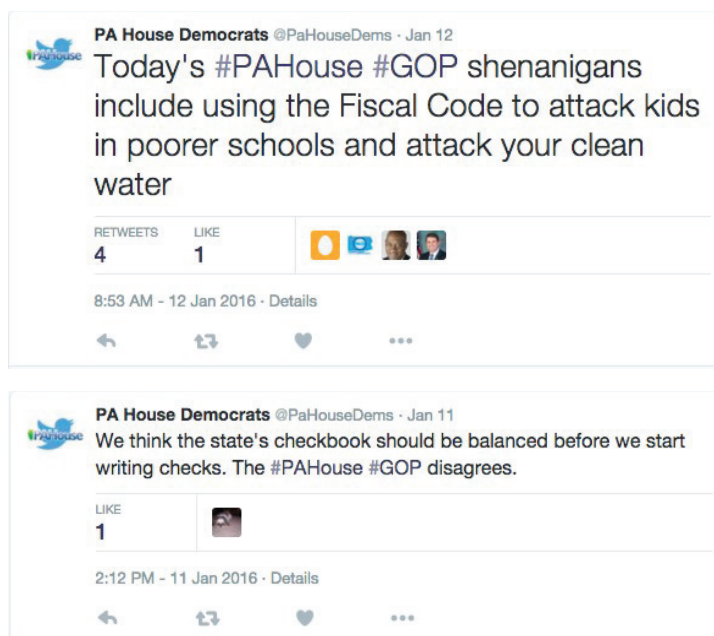 PA House Democrats @PaHouseDems · Jan 12
PAHouse
Today's #PAHouse #GOP shenanigans
include using the Fiscal Code to attack kids
in poorer schools and attack your clean
water
RETWEETS LIKE
4 1
8:53 AM - 12 Jan 2016 · Details
PA House Democrats @PaHouseDems · Jan 11
PAHouse
We think the state's checkbook should be balanced before we start
writing checks. The #PAHouse #GOP disagrees.
LIKE
1
2:12 PM - 11 Jan 2016 · Details